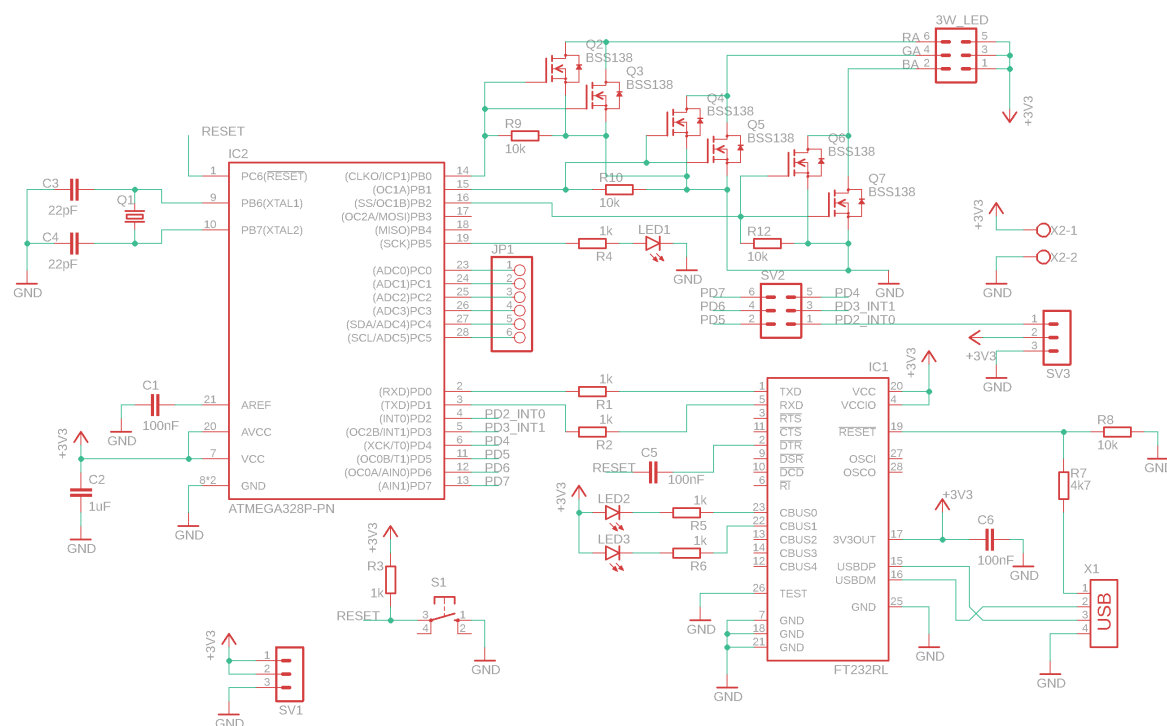 3W_LED
RA 6 5
GA 4 3
BA 2 1
+3V3
Q2
BSS138
Q3
BSS138
Q4
BSS138
Q5
BSS138
Q6
BSS138
Q7
BSS138
R9
10k
R10
10k
R12
10k
RESET
IC2
1 PC6(RESET)
9 PB6(XTAL1)
10 PB7(XTAL2)
21 AREF
20 AVCC
7 VCC
8*2 GND
(CLKO/ICP1)PB0 14
(OC1A)PB1 15
(SS/OC1B)PB2 16
(OC2A/MOSI)PB3 17
(MISO)PB4 18
(SCK)PB5 19
(ADC0)PC0 23
(ADC1)PC1 24
(ADC2)PC2 25
(ADC3)PC3 26
(SDA/ADC4)PC4 27
(SCL/ADC5)PC5 28
(RXD)PD0 2
(TXD)PD1 3
(INT0)PD2 4 PD2_INT0
(OC2B/INT1)PD3 5 PD3_INT1
(XCK/T0)PD4 6 PD4
(OC0B/T1)PD5 11 PD5
(OC0A/AIN0)PD6 12 PD6
(AIN1)PD7 13 PD7
ATMEGA328P-PN
C3
22pF
Q1
C4
22pF
GND
C1
100nF
GND
+3V3
C2
1uF
GND
GND
JP1
1
2
3
4
5
6
1k
R4
LED1
GND
GND
SV2
PD7 6 5 PD4
PD6 4 3 PD3_INT1
PD5 2 1 PD2_INT0
+3V3
X2-1
X2-2
GND
1
2
3
+3V3
GND
SV3
1k
R1
1k
R2
IC1
1 TXD
5 RXD
3 RTS
11 CTS
2 DTR
9 DSR
10 DCD
6 RI
23 CBUS0
22 CBUS1
13 CBUS2
14 CBUS3
12 CBUS4
26 TEST
7 GND
18 GND
21 GND
VCC 20
VCCIO 4
RESET 19
OSCI 27
OSCO 28
3V3OUT 17
USBDP 15
USBDM 16
GND 25
FT232RL
+3V3
R8
10k
GND
R7
4k7
RESET
C5
100nF
+3V3
LED2
1k
R5
LED3
1k
R6
GND
GND
+3V3
C6
100nF
GND
GND
X1
1
2
3
4
USB
GND
+3V3
R3
1k
RESET
S1
3 1
4 2
GND
+3V3
1
2
3
GND
SV1